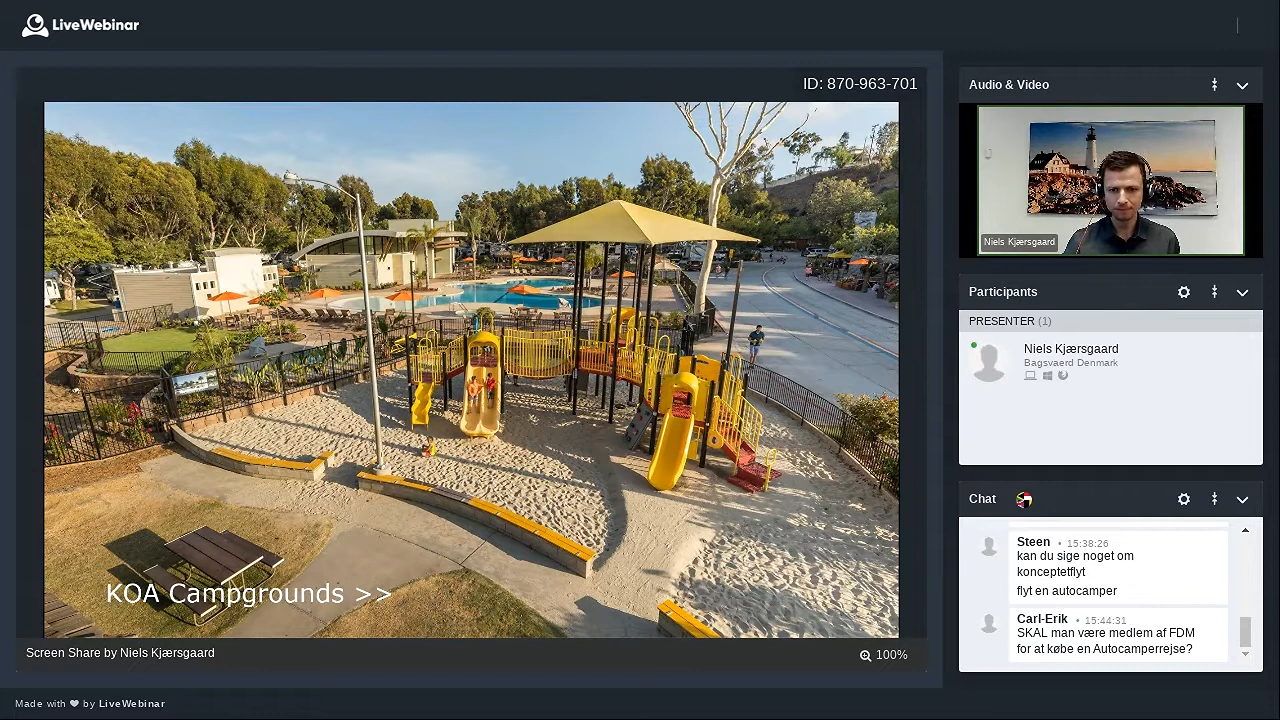 LiveWebinar
ID: 870-963-701
KOA Campgrounds >>
Screen Share by Niels Kjærsgaard
100%
Audio & Video
Niels Kjærsgaard
Participants
PRESENTER (1)
Niels Kjærsgaard
Bagsvaerd Denmark
Chat
Steen • 15:38:26
kan du sige noget om
konceptetflyt
flyt en autocamper
Carl-Erik • 15:44:31
SKAL man være medlem af FDM
for at købe en Autocamperrejse?
Made with ♥ by LiveWebinar